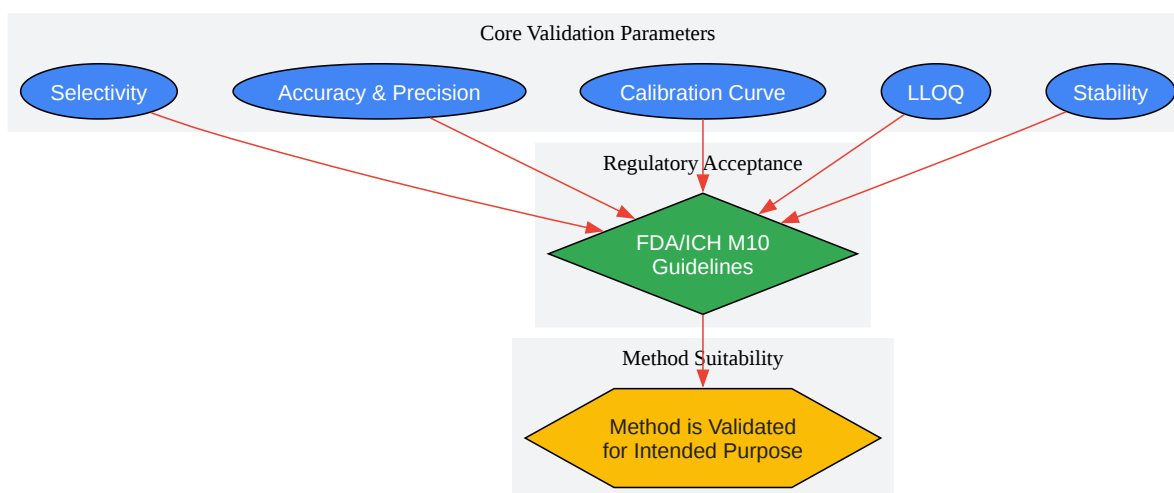 Core Validation Parameters
Selectivity
Accuracy & Precision
Calibration Curve
LLOQ
Stability
Regulatory Acceptance
FDA/ICH M10
Guidelines
Method Suitability
Method is Validated
for Intended Purpose